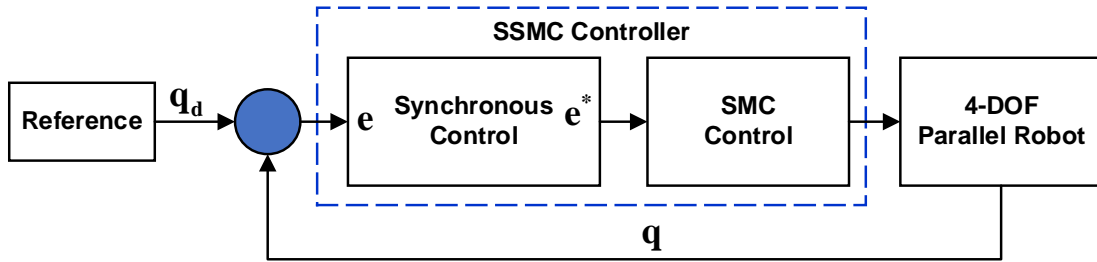 SSMC Controller
Reference
q_d
e
Synchronous
Control
e*
SMC
Control
4-DOF
Parallel Robot
q